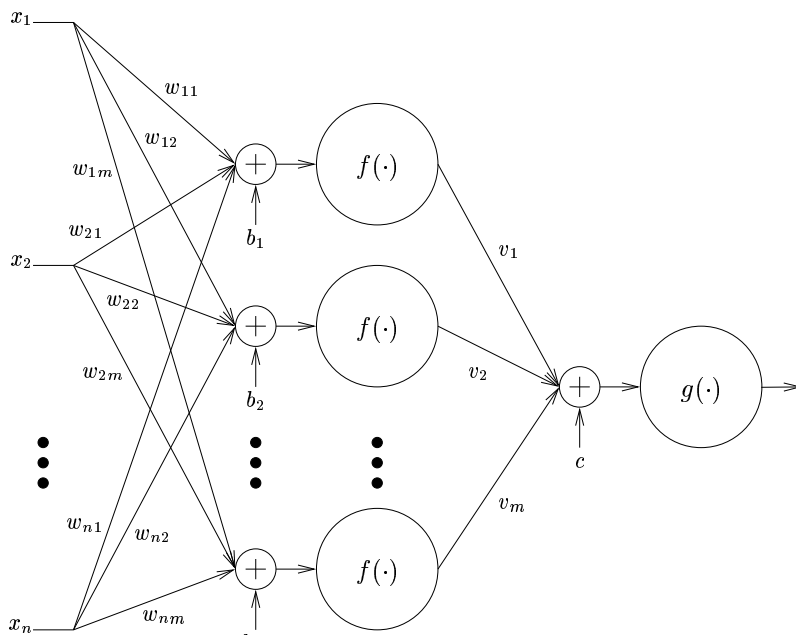 x₁
w₁₁
w₁₂
w₁ₘ
f(·)
+
w₂₁
b₁
v₁
x₂
w₂₂
f(·)
+
w₂ₘ
v₂
b₂
+
g(·)
c
vₘ
wₙ₁
wₙ₂
f(·)
+
wₙₘ
xₙ